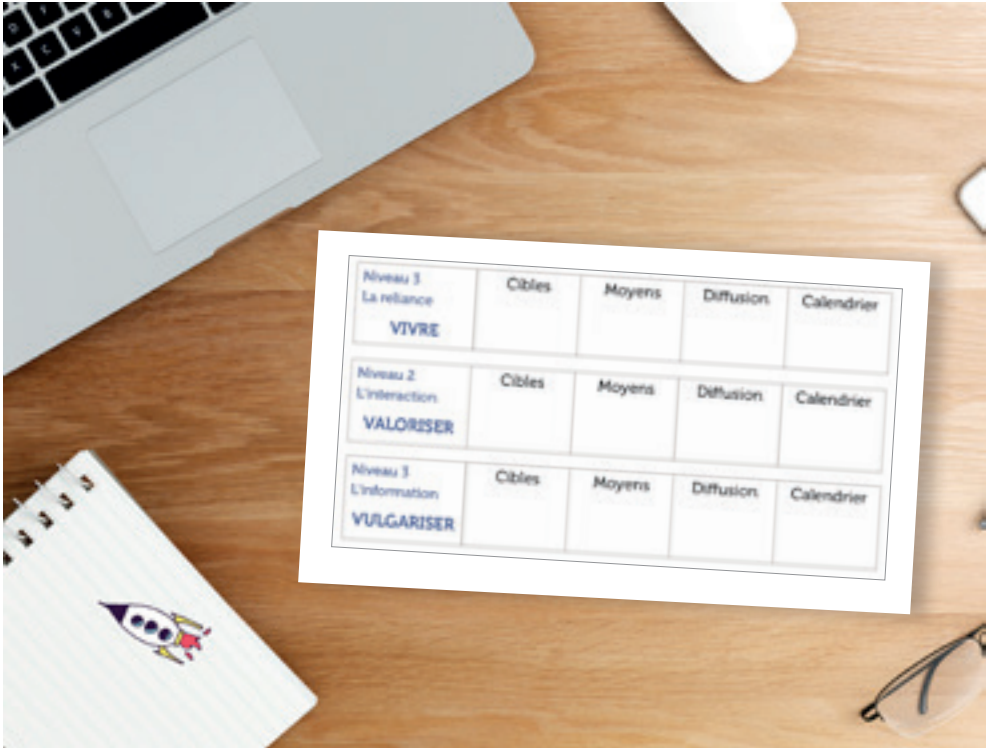 Niveau 3
La reliance
VIVRE
Cibles
Moyens
Diffusion
Calendrier
Niveau 2
L'interaction
VALORISER
Cibles
Moyens
Diffusion
Calendrier
Niveau 3
L'information
VULGARISER
Cibles
Moyens
Diffusion
Calendrier